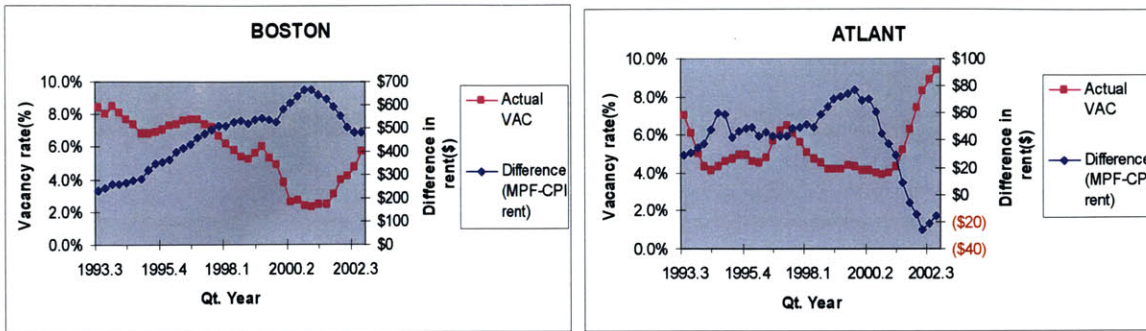 BOSTON
Vacancy rate(%)
10.0%
8.0%
6.0%
4.0%
2.0%
0.0%
1993.3 1995.4 1998.1 2000.2 2002.3
Qt. Year
$700
$600
$500
$400
$300
$200
$100
$0
Difference in
rent($)
Actual
VAC
Difference
(MPF-CPI
rent)
ATLANT
Vacancy rate(%)
10.0%
8.0%
6.0%
4.0%
2.0%
0.0%
1993.3 1995.4 1998.1 2000.2 2002.3
Qt. Year
$100
$80
$60
$40
$20
$0
($20)
($40)
Difference in
rent($)
Actual
VAC
Difference
(MPF-CP
rent)